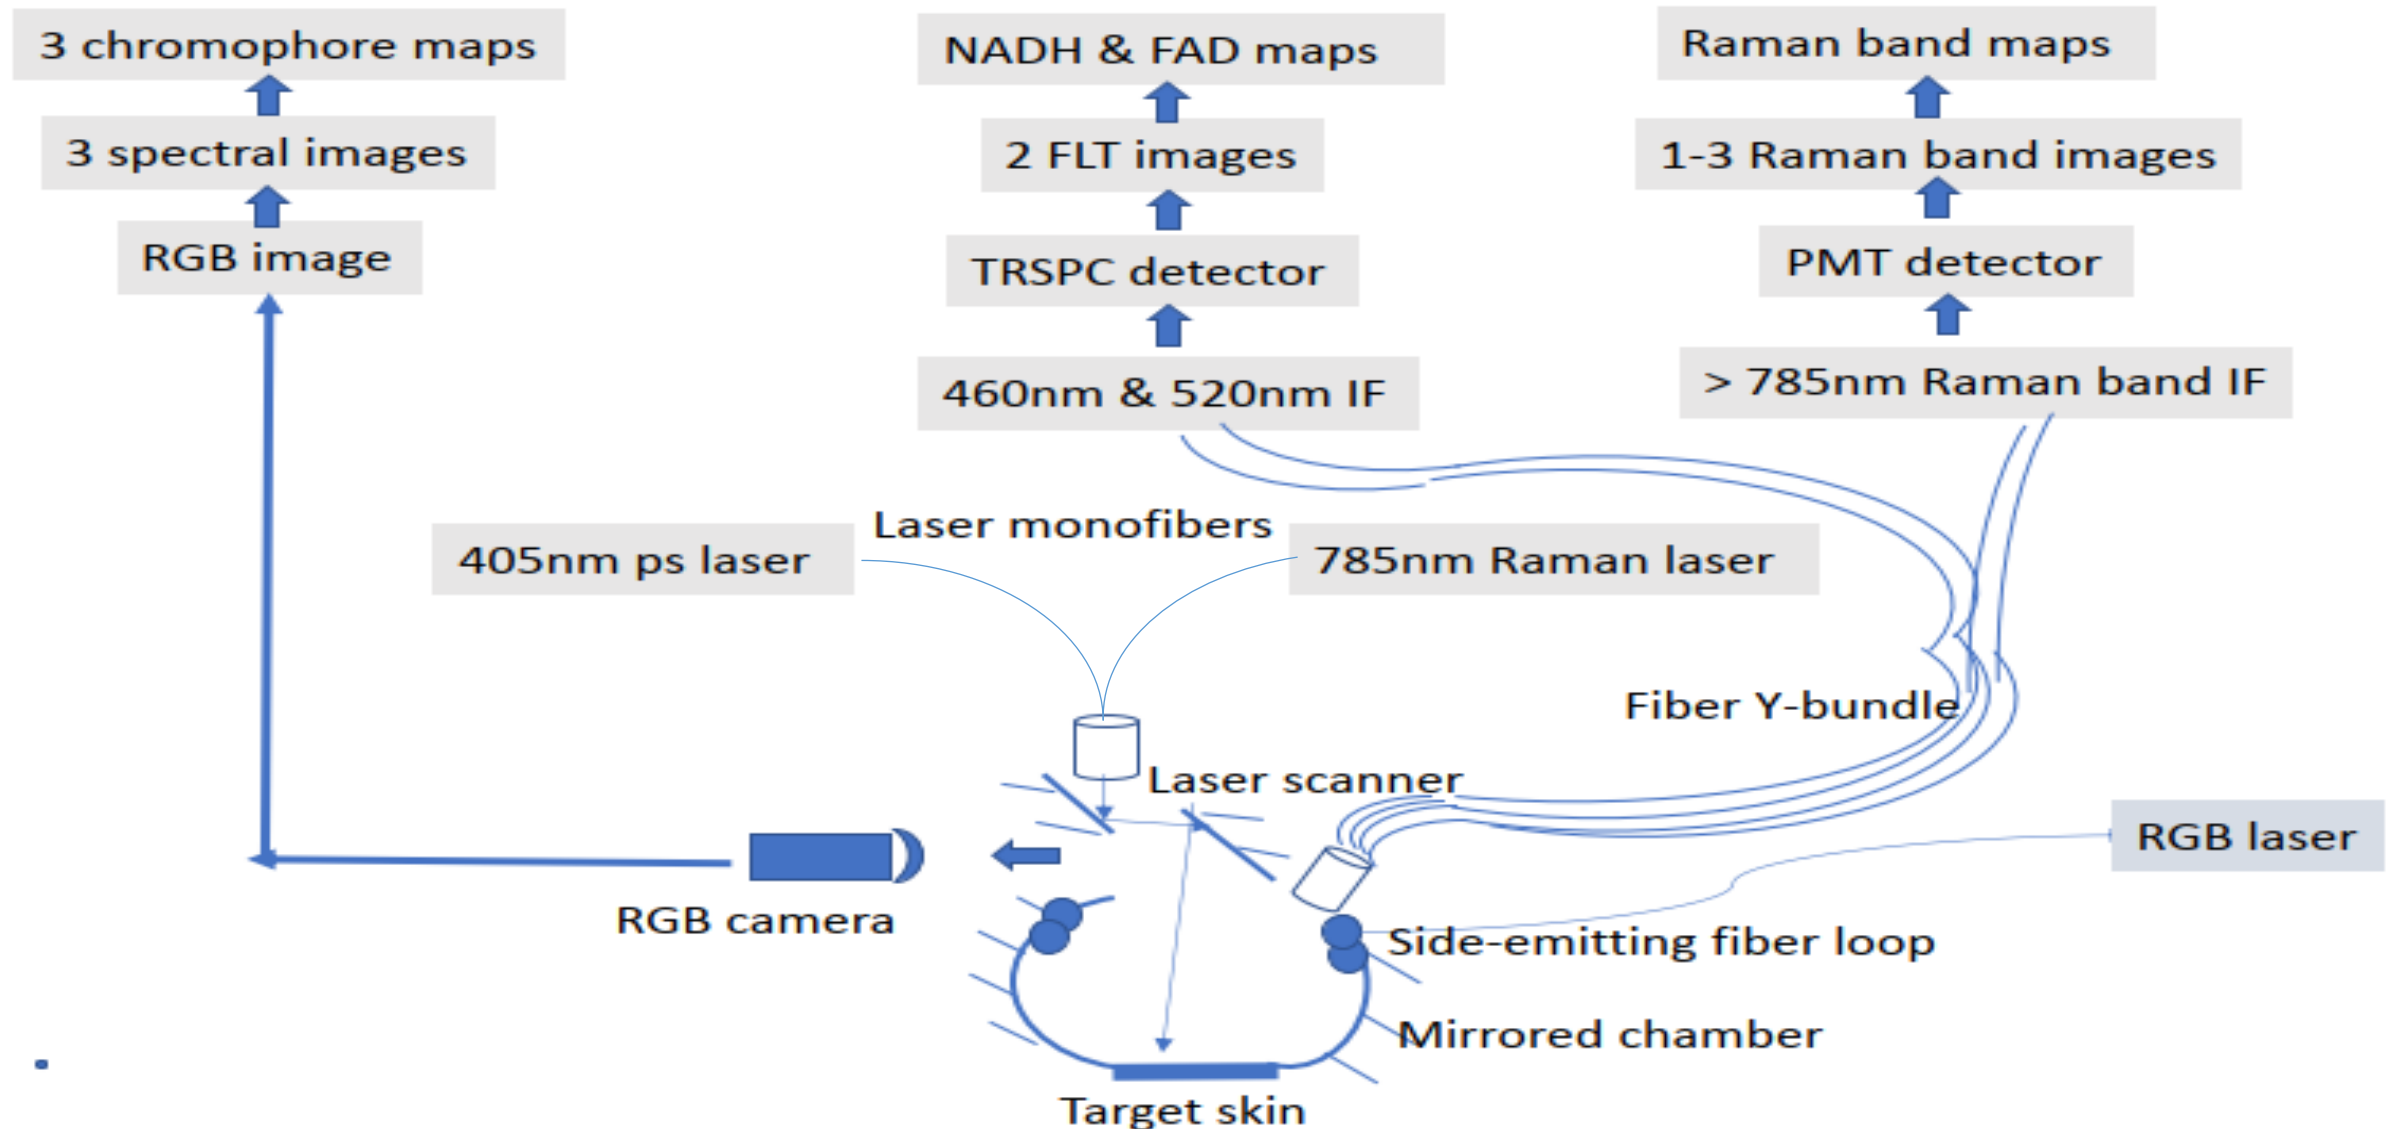 3 chromophore maps
3 spectral images
RGB image
NADH & FAD maps
2 FLT images
TRSPC detector
460nm & 520nm IF
Raman band maps
1-3 Raman band images
PMT detector
> 785nm Raman band IF
Laser monofibers
405nm ps laser
785nm Raman laser
Fiber Y-bundle
Laser scanner
RGB laser
RGB camera
Side-emitting fiber loop
Mirrored chamber
Target skin